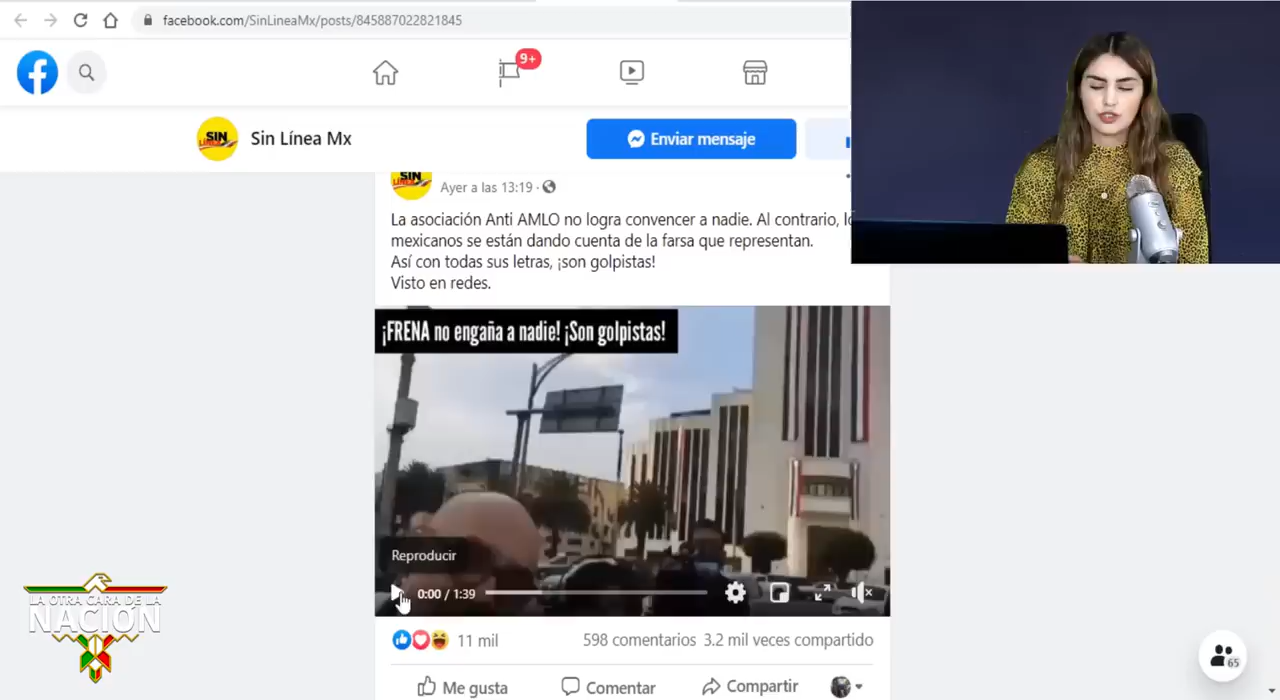 facebook.com/SinLineaMx/posts/845887022821845
9+
SIN
Sin Línea Mx
Enviar mensaje
SIN
Ayer a las 13:19 ·
La asociación Anti AMLO no logra convencer a nadie. Al contrario, lo
mexicanos se están dando cuenta de la farsa que representan.
Así con todas sus letras, ¡son golpistas!
Visto en redes.
¡FRENA no engaña a nadie! ¡Son golpistas!
Reproducir
0:00 / 1:39
LA OTRA CARA DE LA
NACIÓN
11 mil
598 comentarios 3.2 mil veces compartido
65
Me gusta
Comentar
Compartir